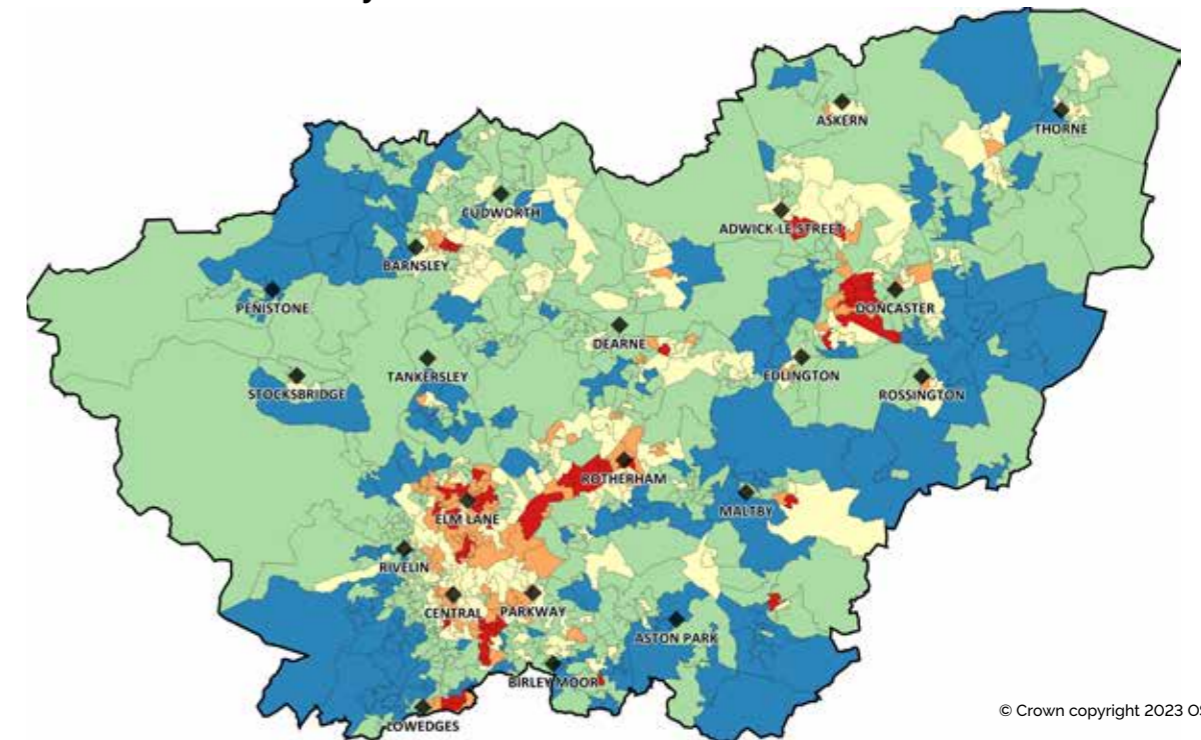 ASKERN
THORNE
CUDWORTH
ADWICK-LE-STREET
BARNSLEY
PENISTONE
DONCASTER
DEARNE
TANKERSLEY
EDLINGTON
STOCKSBRIDGE
ROSSINGTON
ROTHERHAM
MALTBY
ELM LANE
RIVELIN
CENTRAL
PARKWAY
ASTON PARK
BIRLEY MOOR
LOWEDGES
© Crown copyright 2023 OS